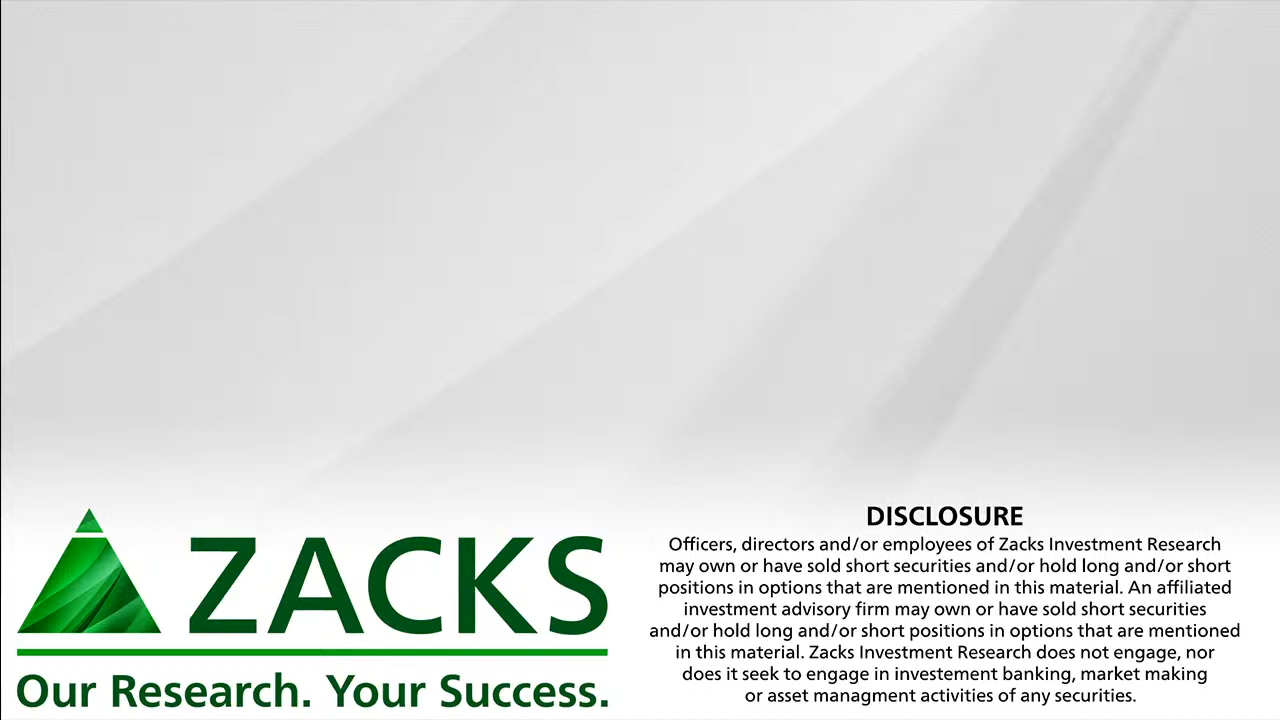 ZACKS
Our Research. Your Success.
DISCLOSURE
Officers, directors and/or employees of Zacks Investment Research
may own or have sold short securities and/or hold long and/or short
positions in options that are mentioned in this material. An affiliated
investment advisory firm may own or have sold short securities
and/or hold long and/or short positions in options that are mentioned
in this material. Zacks Investment Research does not engage, nor
does it seek to engage in investement banking, market making
or asset managment activities of any securities.